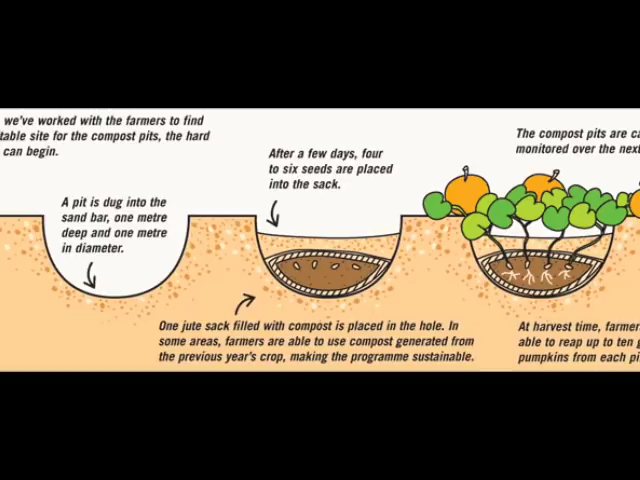 we've worked with the farmers to find
table site for the compost pits, the hard
can begin.
A pit is dug into the
sand bar, one metre
deep and one metre
in diameter.
After a few days, four
to six seeds are placed
into the sack.
One jute sack filled with compost is placed in the hole. In
some areas, farmers are able to use compost generated from
the previous year's crop, making the programme sustainable.
The compost pits are ca
monitored over the next
At harvest time, farmer
able to reap up to ten g
pumpkins from each pi